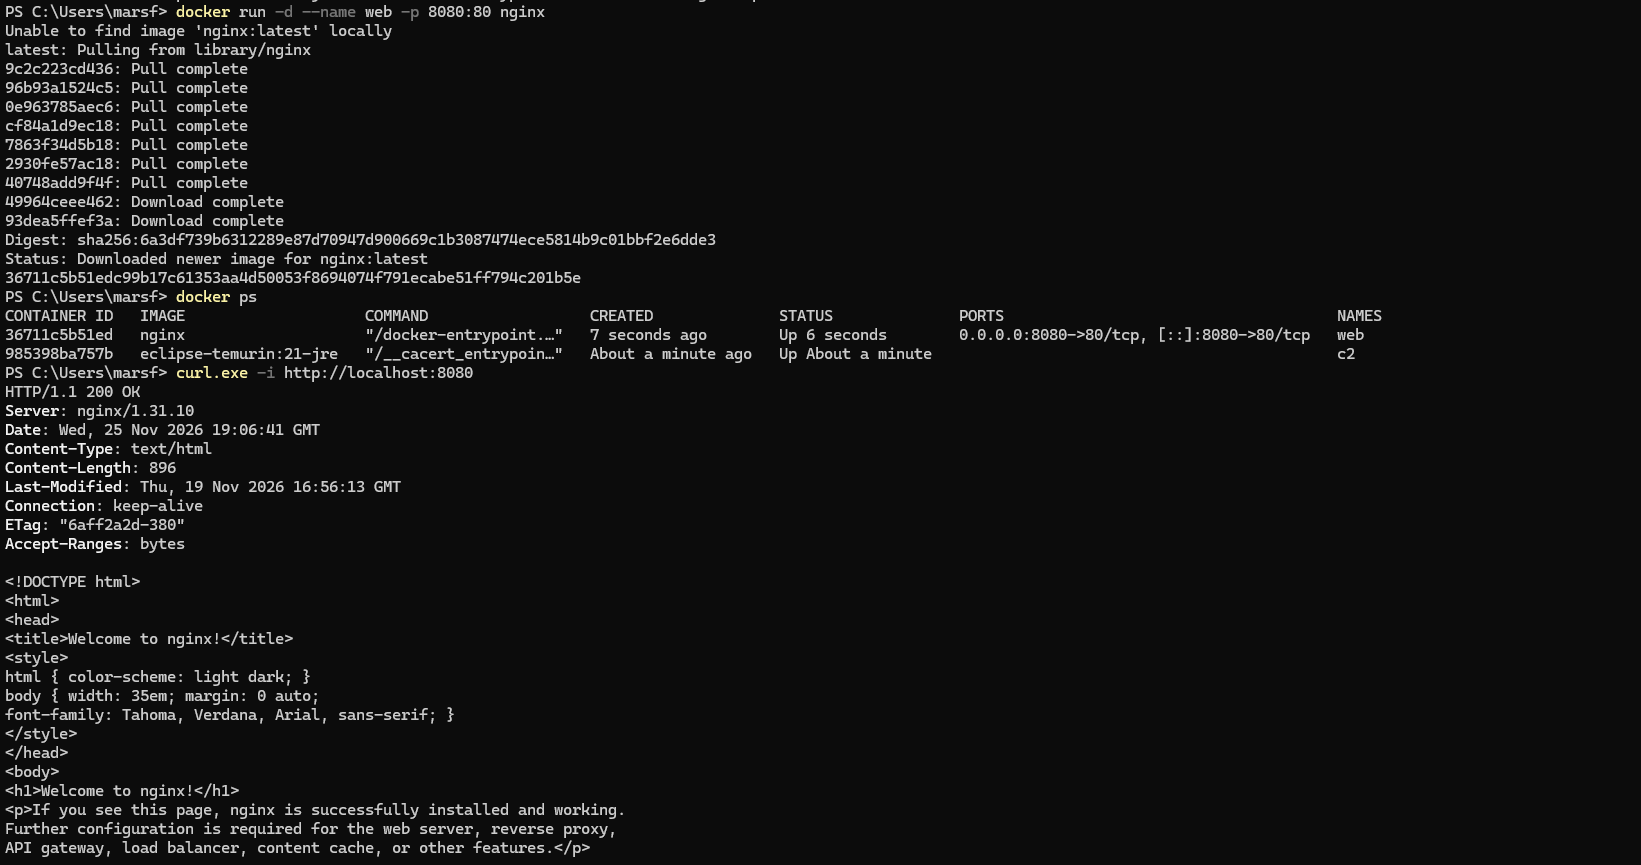 PS C:\Users\marsf> docker run -d --name web -p 8080:80 nginx
Unable to find image 'nginx:latest' locally
latest: Pulling from library/nginx
9c2c223cd436: Pull complete
96b93a1524c5: Pull complete
0e963785aec6: Pull complete
cf84a1d9ec18: Pull complete
7863f34d5b18: Pull complete
2930fe57ac18: Pull complete
40748add9f4f: Pull complete
49964ceee462: Download complete
93dea5ffef3a: Download complete
Digest: sha256:6a3df739b6312289e87d70947d900669c1b3087474ece5814b9c01bbf2e6dde3
Status: Downloaded newer image for nginx:latest
36711c5b51edc99b17c61353aa4d50053f8694074f791ecabe51ff794c201b5e
PS C:\Users\marsf> docker ps
CONTAINER ID   IMAGE                    COMMAND                  CREATED              STATUS              PORTS                                     NAMES
36711c5b51ed   nginx                    "/docker-entrypoint.…"   7 seconds ago        Up 6 seconds        0.0.0.0:8080->80/tcp, [::]:8080->80/tcp   web
985398ba757b   eclipse-temurin:21-jre   "/__cacert_entrypoin…"   About a minute ago   Up About a minute                                             c2
PS C:\Users\marsf> curl.exe -i http://localhost:8080
HTTP/1.1 200 OK
Server: nginx/1.31.10
Date: Wed, 25 Nov 2026 19:06:41 GMT
Content-Type: text/html
Content-Length: 896
Last-Modified: Thu, 19 Nov 2026 16:56:13 GMT
Connection: keep-alive
ETag: "6aff2a2d-380"
Accept-Ranges: bytes

<!DOCTYPE html>
<html>
<head>
<title>Welcome to nginx!</title>
<style>
html { color-scheme: light dark; }
body { width: 35em; margin: 0 auto;
font-family: Tahoma, Verdana, Arial, sans-serif; }
</style>
</head>
<body>
<h1>Welcome to nginx!</h1>
<p>If you see this page, nginx is successfully installed and working.
Further configuration is required for the web server, reverse proxy,
API gateway, load balancer, content cache, or other features.</p>